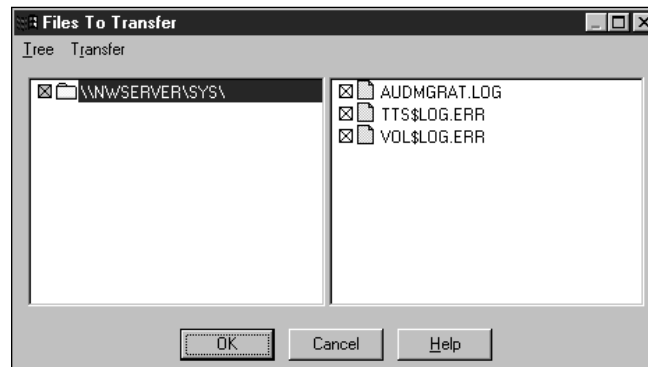 Files To Transfer
Tree Transfer
\\NWSERVER\SYS\
AUDMGRAT.LOG
TTS$LOG.ERR
VOL$LOG.ERR
OK Cancel Help